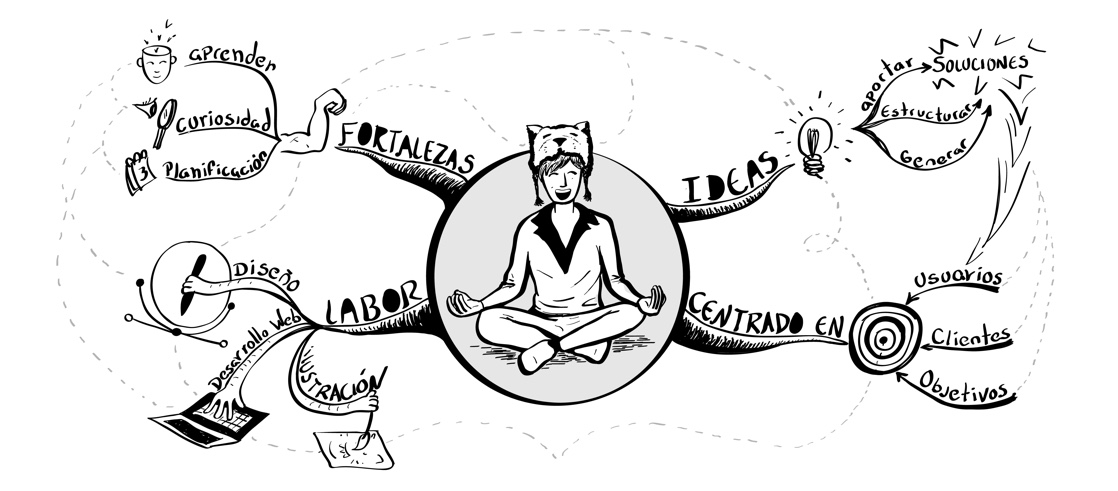 FORTALEZAS
aprender
curiosidad
Planificación
3
IDEAS
aportar
Estructurar
Generar
SOLUCIONES
LABOR
Diseño
Desarrollo Web
ILUSTRACIÓN
CENTRADO EN
Usuarios
Clientes
Objetivos